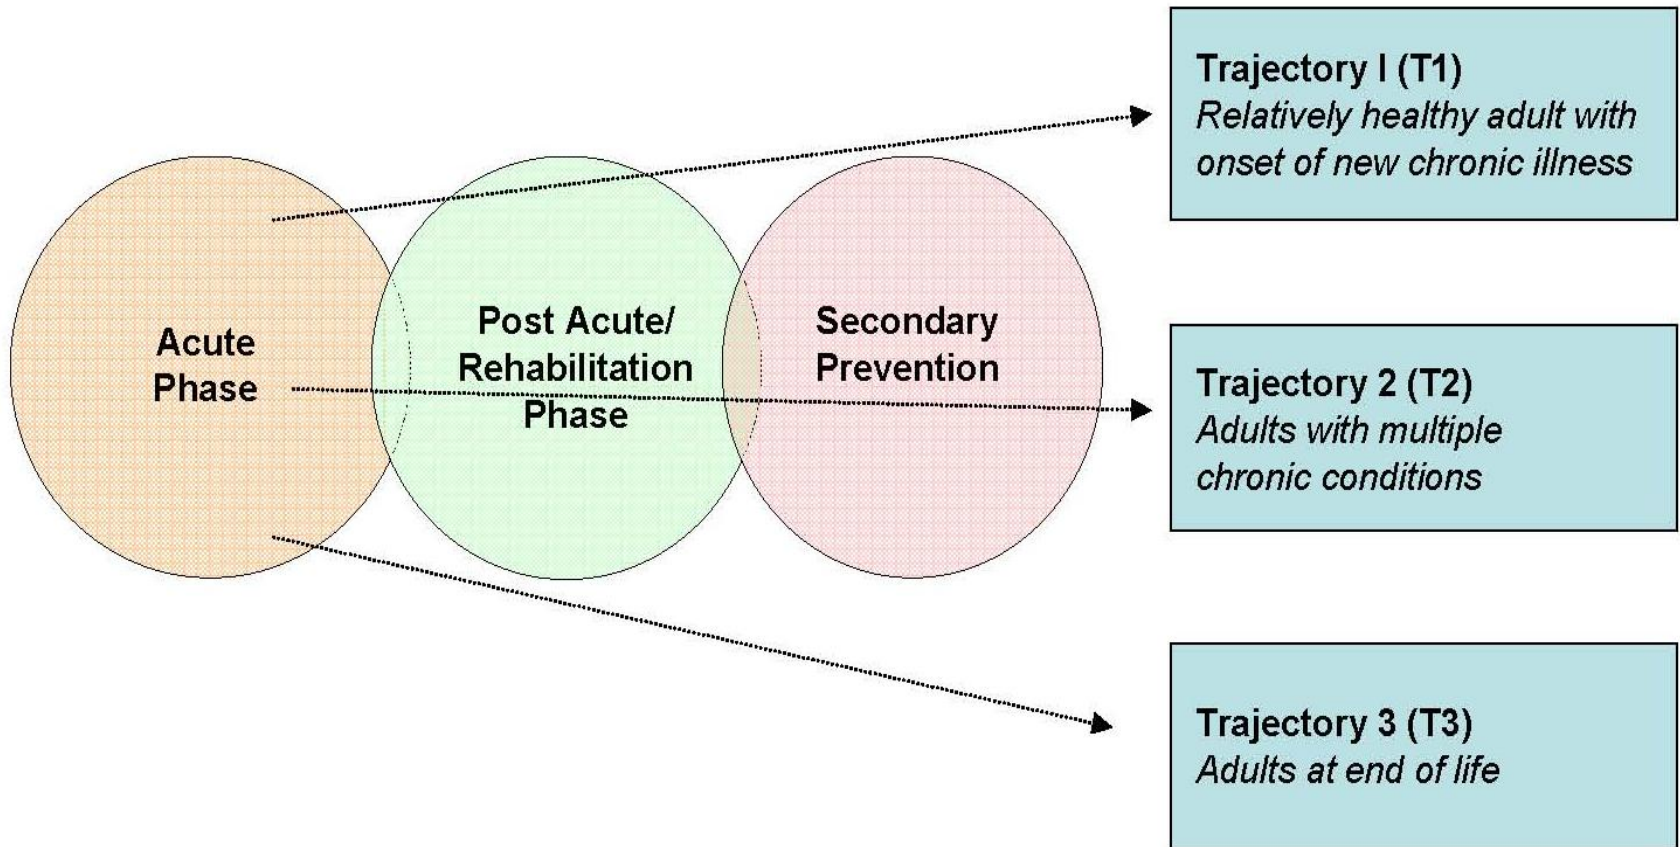 Acute
Phase
Post Acute/
Rehabilitation
Phase
Secondary
Prevention
Trajectory I (T1)
Relatively healthy adult with
onset of new chronic illness
Trajectory 2 (T2)
Adults with multiple
chronic conditions
Trajectory 3 (T3)
Adults at end of life